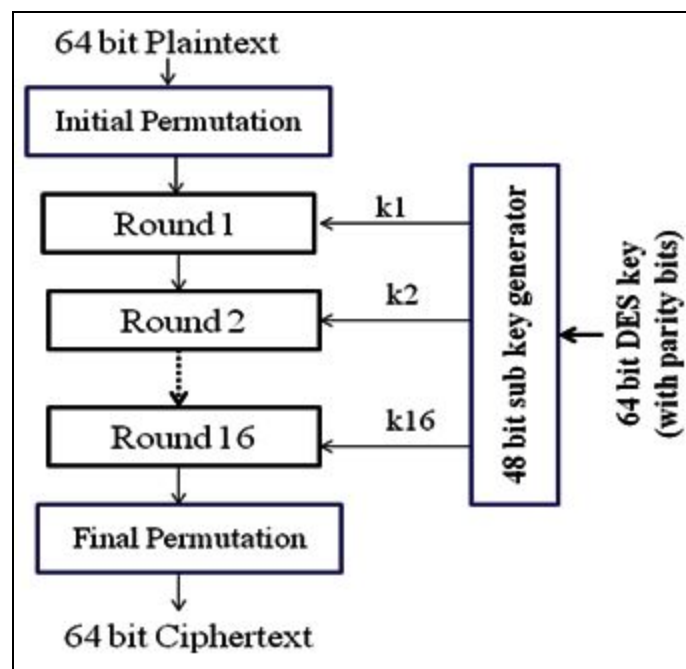 64 bit Plaintext
Initial Permutation
Round 1
k1
Round 2
k2
Round 16
k16
48 bit sub key generator
64 bit DES key
(with parity bits)
Final Permutation
64 bit Ciphertext